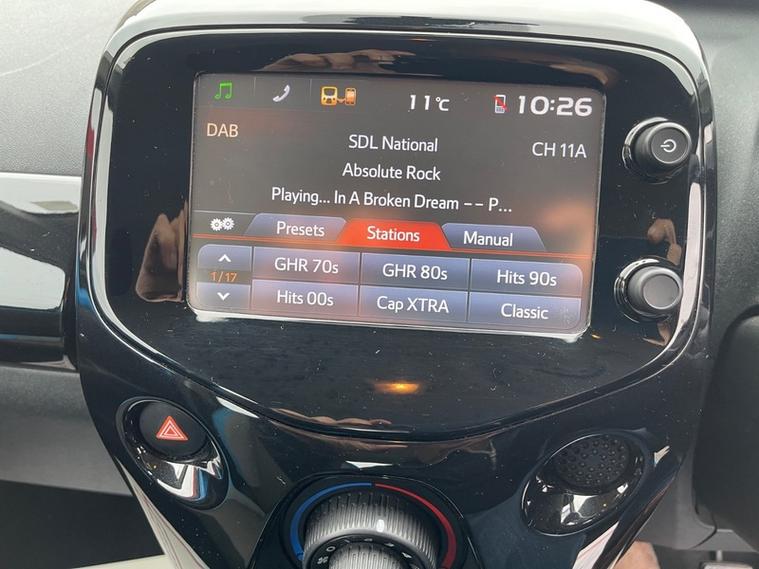 11°C 10:26
DAB
SDL National
CH 11A
Absolute Rock
Playing... In A Broken Dream -- P...
Presets Stations Manual
1/17
GHR 70s GHR 80s Hits 90s
Hits 00s Cap XTRA Classic